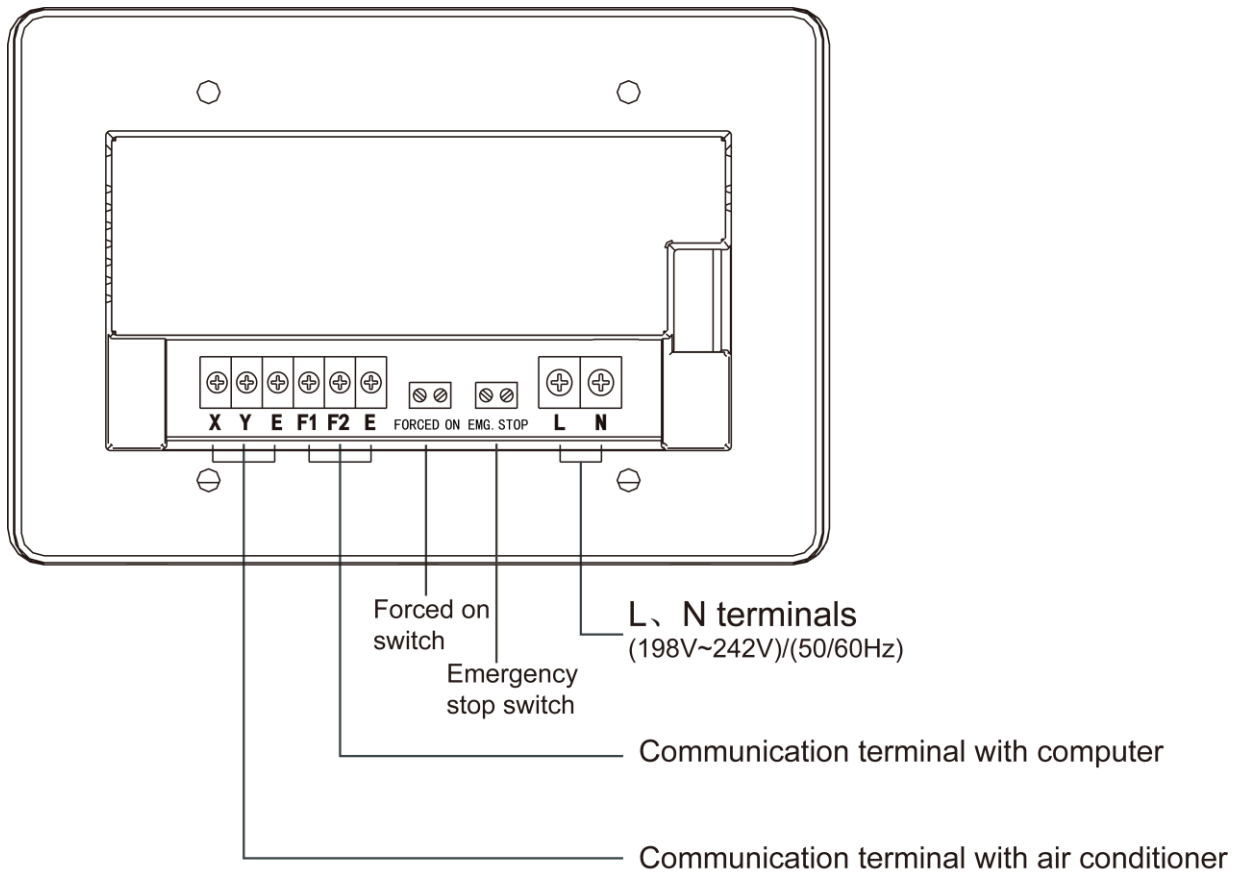 X Y E F1 F2 E FORCED ON EMG. STOP L N
Forced on
switch
Emergency
stop switch
L、N terminals
(198V~242V)/(50/60Hz)
Communication terminal with computer
Communication terminal with air conditioner